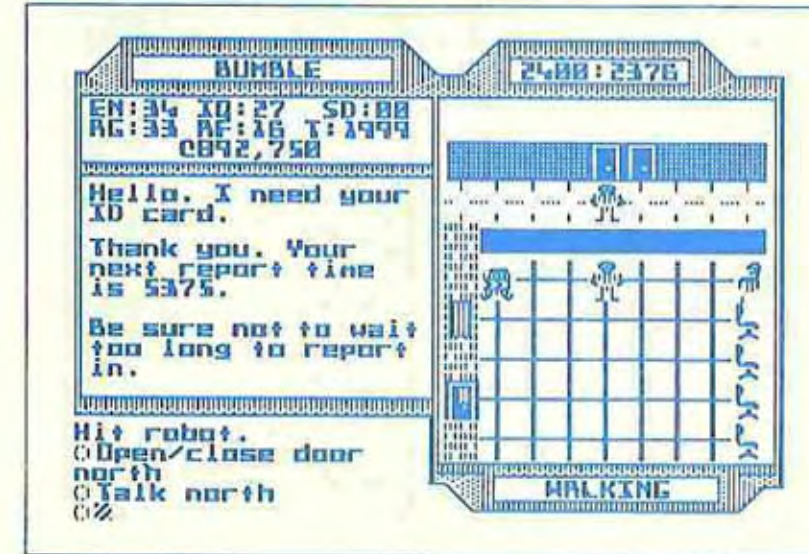 BUMBLE
EN:34 IQ:27 SD:00
AG:33 AF:16 T:1999
C892,750
Hello. I need your
ID card.
Thank you. Your
next report time
is 5375.
Be sure not to wait
too long to report
in.
Hit robot.
Open/close door
north
Talk north
2400:2376
WALKING